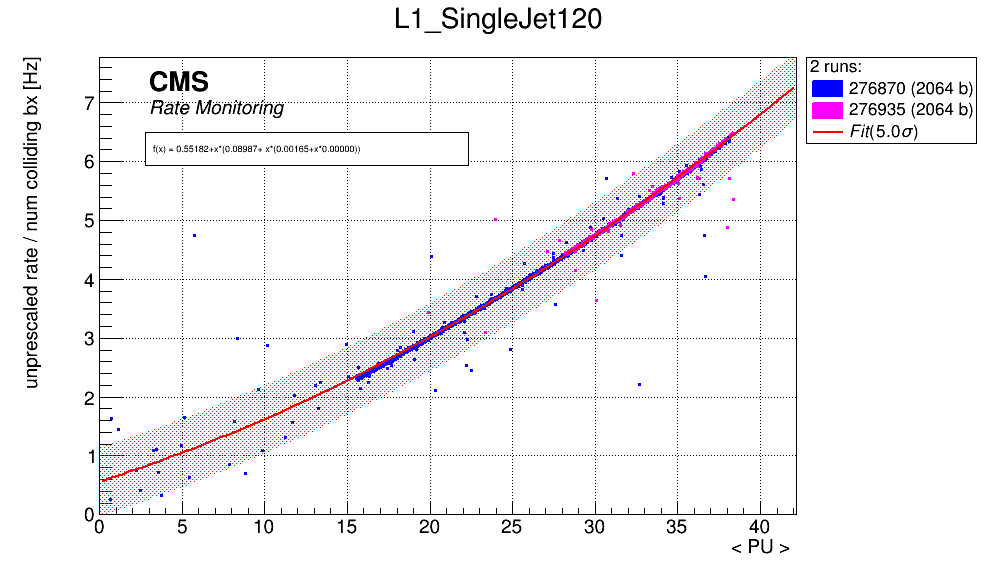 L1_SingleJet120
unprescaled rate / num colliding bx [Hz]
CMS
Rate Monitoring
f(x) = 0.55182+x*(0.08987+ x*(0.00165+x*0.00000))
7
6
5
4
3
2
1
0
0 5 10 15 20 25 30 35 40
< PU >
2 runs:
276870 (2064 b)
276935 (2064 b)
Fit(5.0σ)